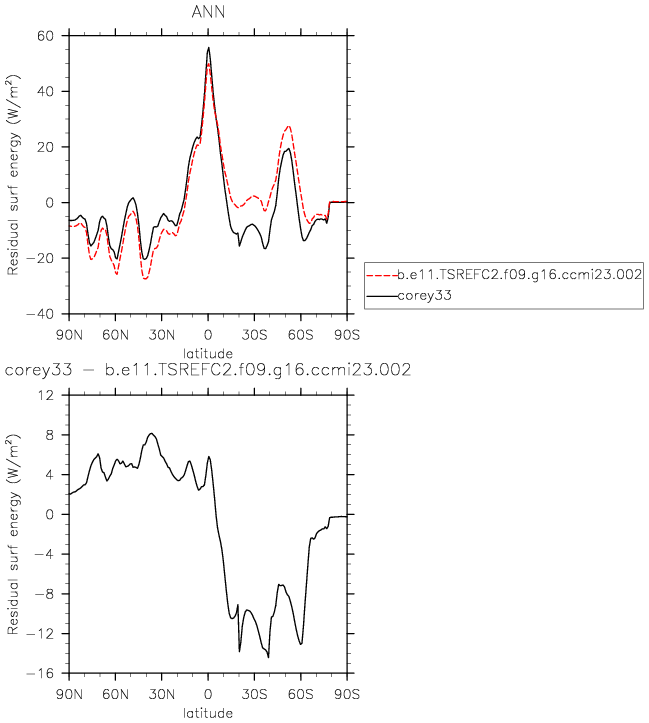 ANN
Residual surf energy (W/m²)
60
40
20
0
−20
−40
90N 60N 30N 0 30S 60S 90S
latitude
b.e11.TSREFC2.f09.g16.ccmi23.002
corey33
corey33 − b.e11.TSREFC2.f09.g16.ccmi23.002
Residual surf energy (W/m²)
12
8
4
0
−4
−8
−12
−16
90N 60N 30N 0 30S 60S 90S
latitude